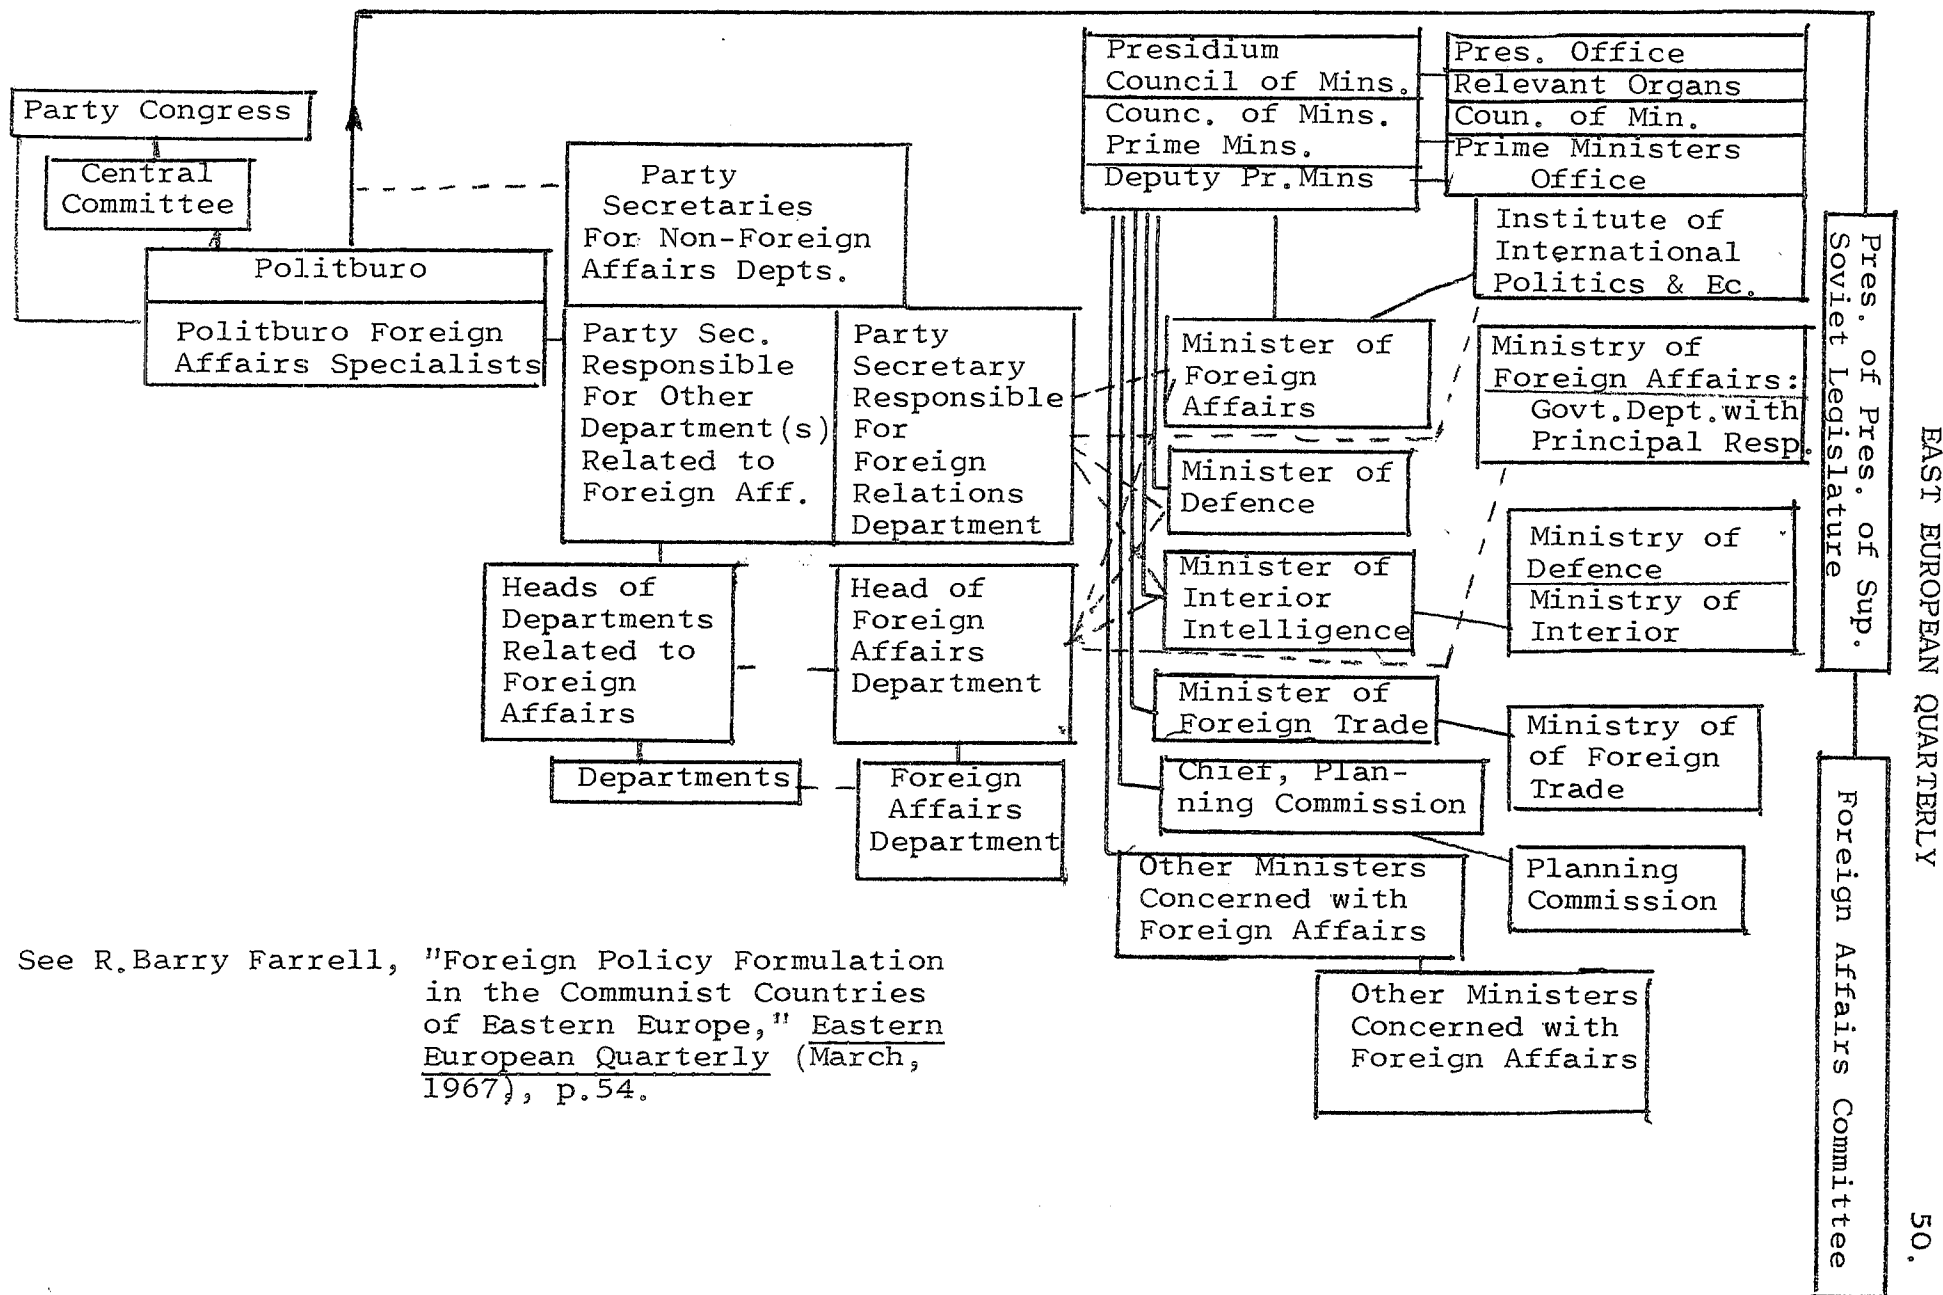 Party Congress
Central
Committee
Politburo
Politburo Foreign
Affairs Specialists
Party
Secretaries
For Non-Foreign
Affairs Depts.
Party Sec.
Responsible
For Other
Department(s)
Related to
Foreign Aff.
Party
Secretary
Responsible
For
Foreign
Relations
Department
Heads of
Departments
Related to
Foreign
Affairs
Head of
Foreign
Affairs
Department
Departments
Foreign
Affairs
Department
Presidium
Council of Mins.
Counc. of Mins.
Prime Mins.
Deputy Pr.Mins
Pres. Office
Relevant Organs
Coun. of Min.
Prime Ministers
Office
Institute of
International
Politics & Ec.
Minister of
Foreign
Affairs
Ministry of
Foreign Affairs:
Govt.Dept.with
Principal Resp.
Minister of
Defence
Minister of
Interior
Intelligence
Ministry of
Defence
Ministry of
Interior
Minister of
Foreign Trade
Ministry of
of Foreign
Trade
Chief, Plan-
ning Commission
Planning
Commission
Other Ministers
Concerned with
Foreign Affairs
Other Ministers
Concerned with
Foreign Affairs
Pres. of Pres. of Sup.
Soviet Legislature
Foreign Affairs Committee
EAST EUROPEAN QUARTERLY
50.
See R.Barry Farrell, "Foreign Policy Formulation
in the Communist Countries
of Eastern Europe," Eastern
European Quarterly (March,
1967), p.54.